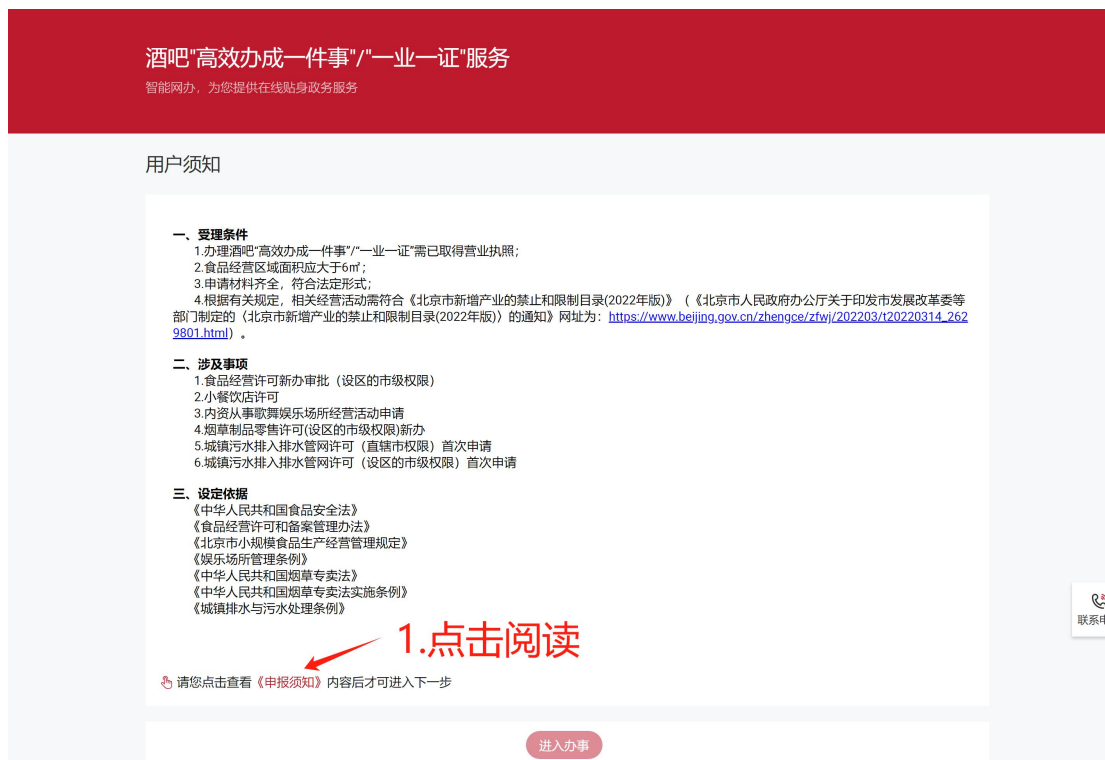 酒吧"高效办成一件事"/"一业一证"服务
智能网办，为您提供在线贴身政务服务
用户须知
一、受理条件
1.办理酒吧“高效办成一件事”/“一业一证”需已取得营业执照；
2.食品经营区域面积应大于6㎡；
3.申请材料齐全，符合法定形式；
4.根据有关规定，相关经营活动需符合《北京市新增产业的禁止和限制目录(2022年版)》（《北京市人民政府办公厅关于印发市发展改革委等
部门制定的〈北京市新增产业的禁止和限制目录(2022年版)〉的通知》网址为：https://www.beijing.gov.cn/zhengce/zfwj/202203/t20220314_262
9801.html）。
二、涉及事项
1.食品经营许可新办审批（设区的市级权限）
2.小餐饮店许可
3.内资从事歌舞娱乐场所经营活动申请
4.烟草制品零售许可(设区的市级权限)新办
5.城镇污水排入排水管网许可（直辖市权限）首次申请
6.城镇污水排入排水管网许可（设区的市级权限）首次申请
三、设定依据
《中华人民共和国食品安全法》
《食品经营许可和备案管理办法》
《北京市小规模食品生产经营管理规定》
《娱乐场所管理条例》
《中华人民共和国烟草专卖法》
《中华人民共和国烟草专卖法实施条例》
《城镇排水与污水处理条例》
联系电
1.点击阅读
请您点击查看《申报须知》内容后才可进入下一步
进入办事